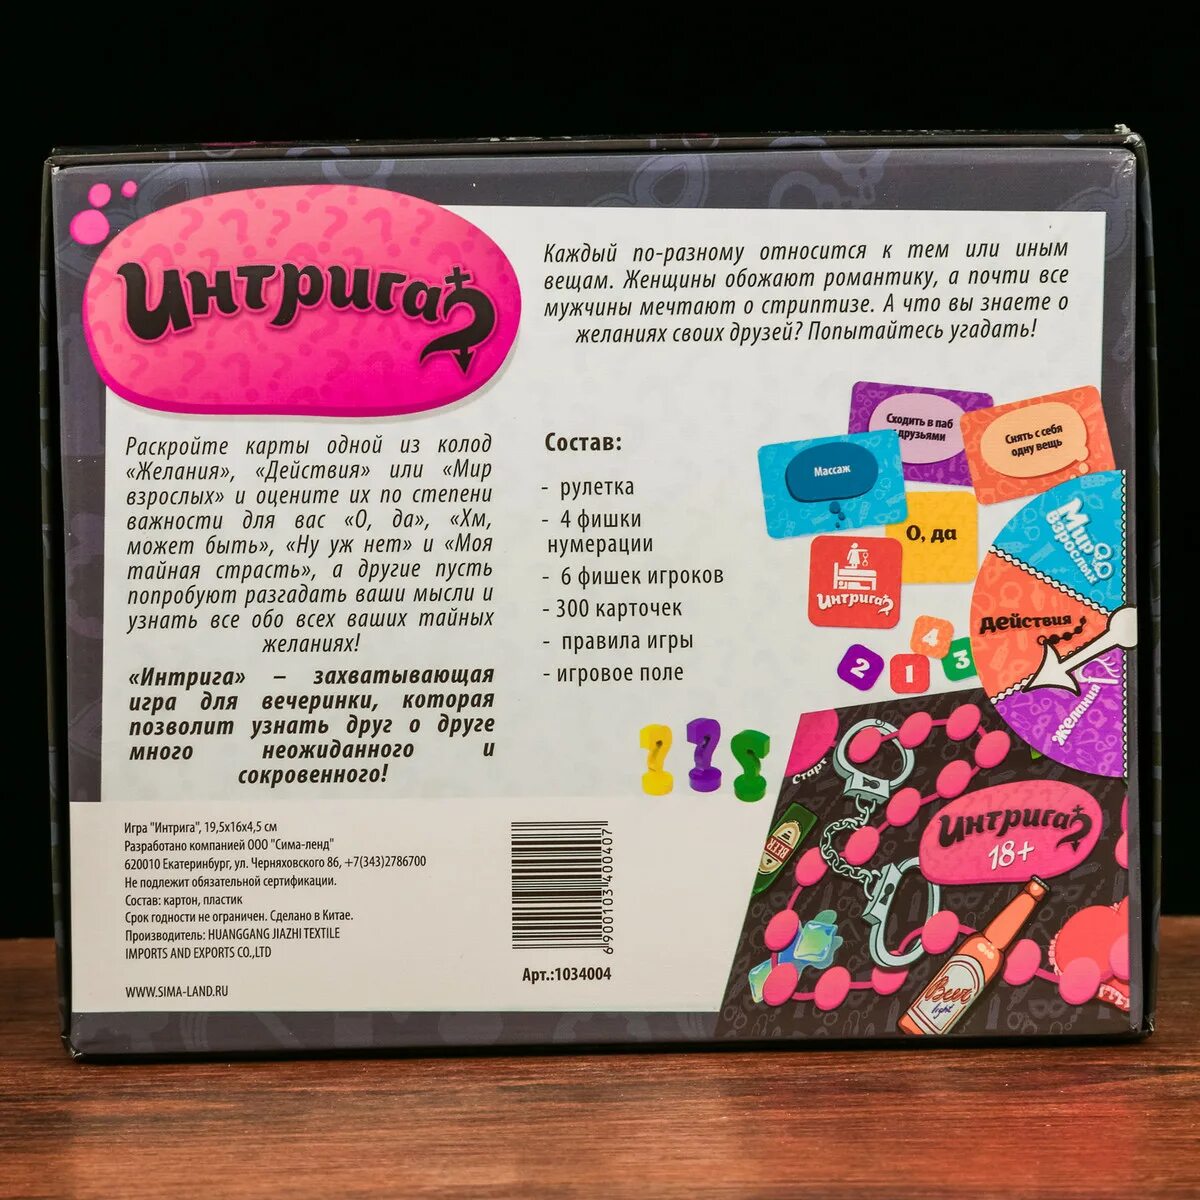 Интрига?
Каждый по-разному относится к тем или иным
вещам. Женщины обожают романтику, а почти все
мужчины мечтают о стриптизе. А что вы знаете о
желаниях своих друзей? Попытайтесь угадать!
Раскройте карты одной из колод
«Желания», «Действия» или «Мир
взрослых» и оцените их по степени
важности для вас «О, да», «Хм,
может быть», «Ну уж нет» и «Моя
тайная страсть», а другие пусть
попробуют разгадать ваши мысли и
узнать все обо всех ваших тайных
желаниях!
«Интрига» – захватывающая
игра для вечеринки, которая
позволит узнать друг о друге
много неожиданного и
сокровенного!
Состав:
- рулетка
- 4 фишки
нумерации
- 6 фишек игроков
- 300 карточек
- правила игры
- игровое поле
Сходить в паб
с друзьями
Снять с себя
одну вещь
Массаж
О, да
Интрига?
Мир
взрослых
Действия
Желания
4
2
1
3
Старт
Интрига?
18+
BEER
Beer
light
Игра "Интрига", 19,5х16х4,5 см
Разработано компанией ООО "Сима-ленд"
620010 Екатеринбург, ул. Черняховского 86, +7(343)2786700
Не подлежит обязательной сертификации.
Состав: картон, пластик
Срок годности не ограничен. Сделано в Китае.
Производитель: HUANGGANG JIAZHI TEXTILE
IMPORTS AND EXPORTS CO.,LTD
WWW.SIMA-LAND.RU
6 900103 400407
Арт.:1034004